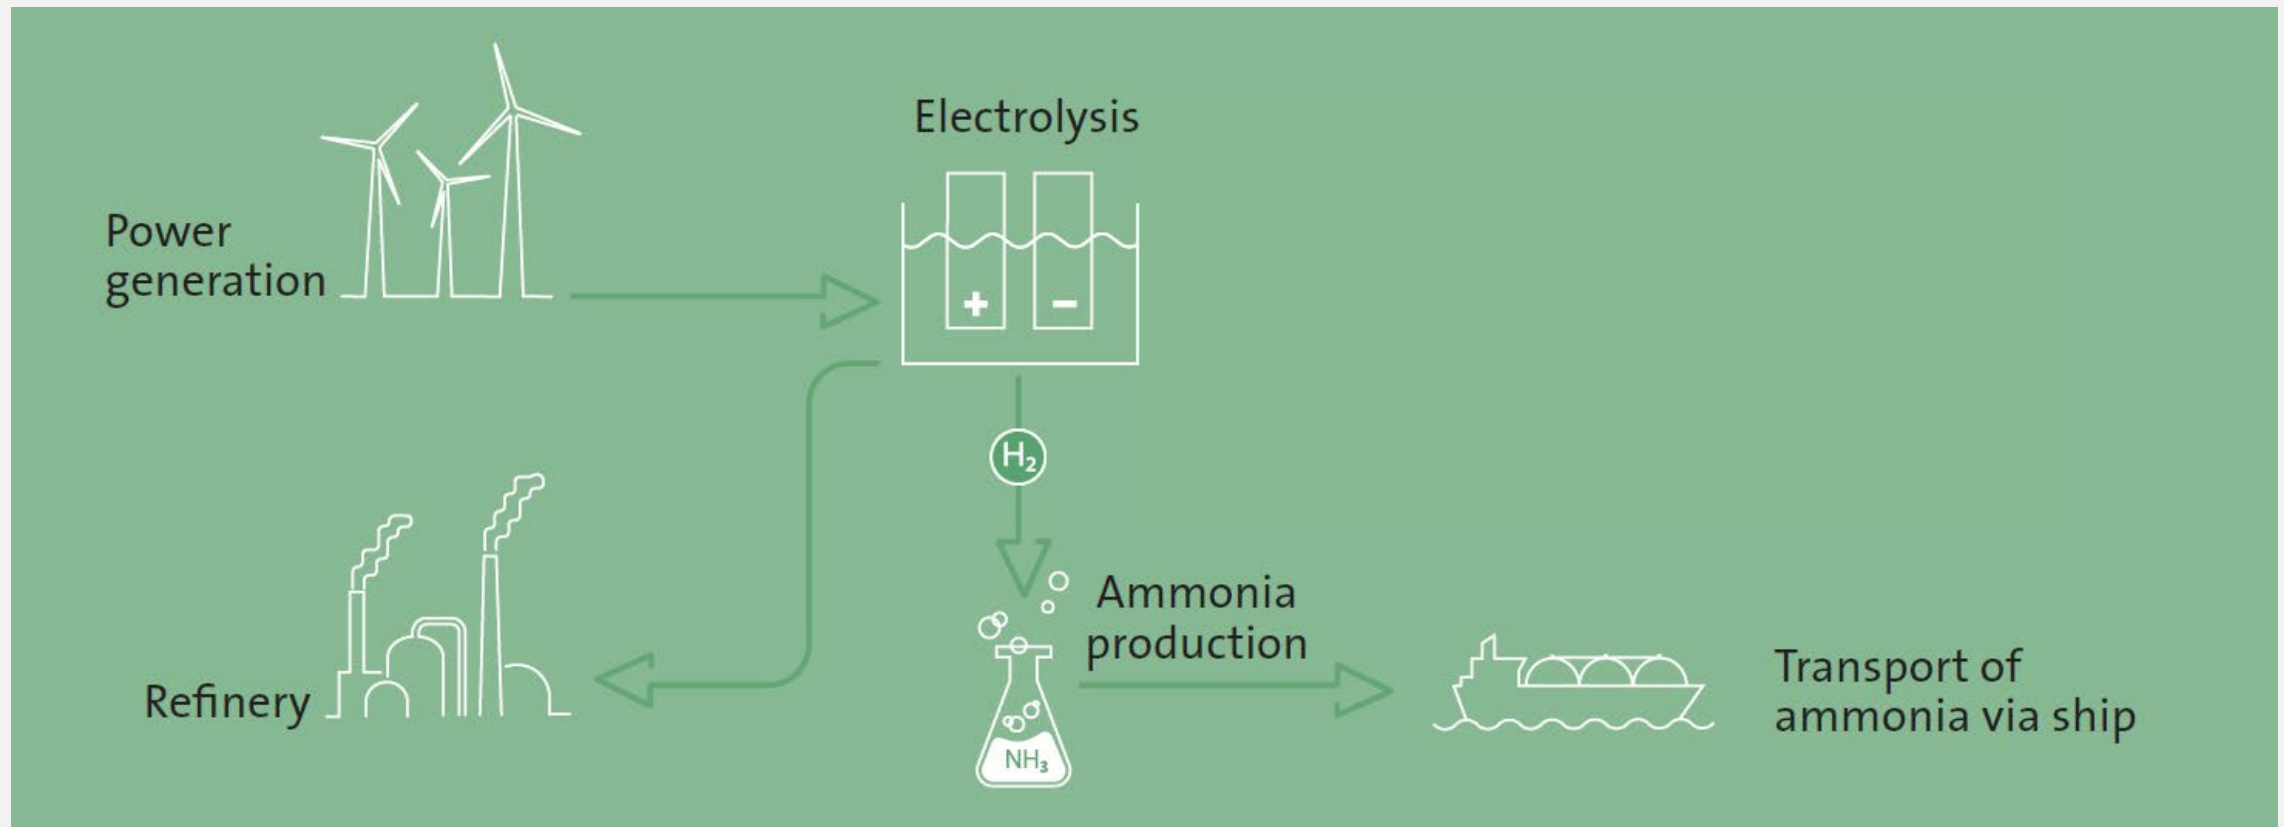 Electrolysis
Power
generation
+ −
H₂
Ammonia
production
Refinery
Transport of
ammonia via ship
NH₃